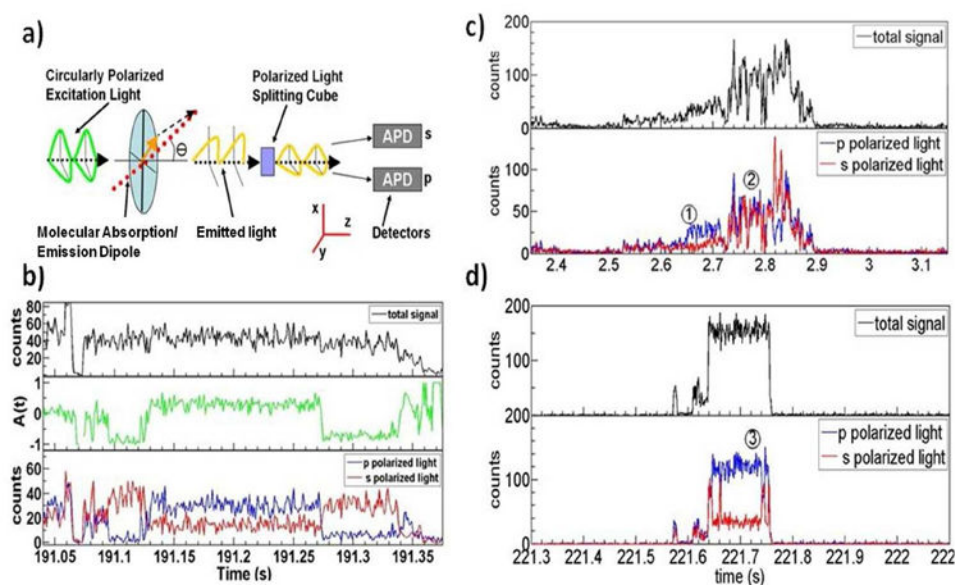 a)
Circularly Polarized
Excitation Light
Polarized Light
Splitting Cube
APD
s
Θ
APD
p
Molecular Absorption/
Emission Dipole
Emitted light
x
z
y
Detectors
b)
80
60
40
20
0
counts
total signal
1
0
-1
A(t)
60
40
20
0
counts
p polarized light
s polarized light
191.05 191.1 191.15 191.2 191.25 191.3 191.35
Time (s)
c)
200
100
0
counts
total signal
150
100
50
0
counts
p polarized light
s polarized light
1
2
2.4 2.5 2.6 2.7 2.8 2.9 3 3.1
d)
200
100
0
counts
total signal
200
100
0
counts
p polarized light
s polarized light
3
221.3 221.4 221.5 221.6 221.7 221.8 221.9 222 222.1
time (s)